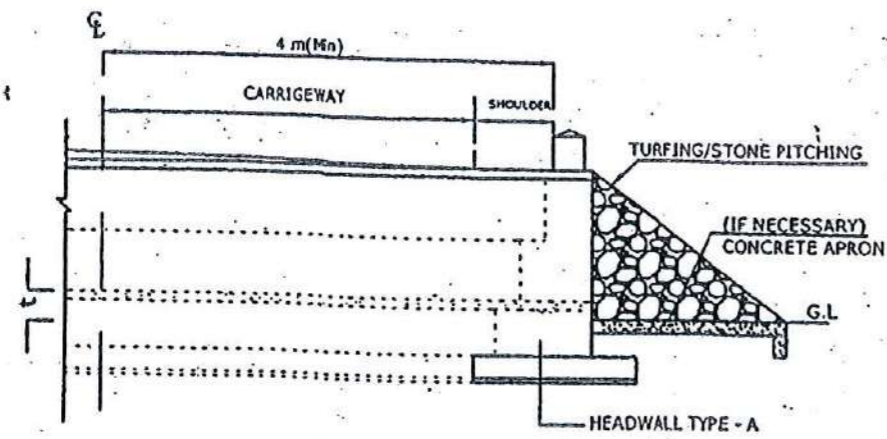 ℄
4 m(Min)
CARRIGEWAY
SHOULDER
TURFING/STONE PITCHING
(IF NECESSARY)
CONCRETE APRON
G.L
t
HEADWALL TYPE - A